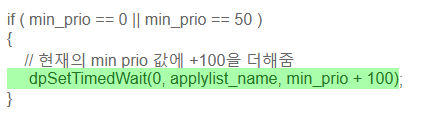 if ( min_prio == 0 || min_prio == 50 )
{
// 현재의 min prio 값에 +100을 더해줌
dpSetTimedWait(0, applylist_name, min_prio + 100);
}